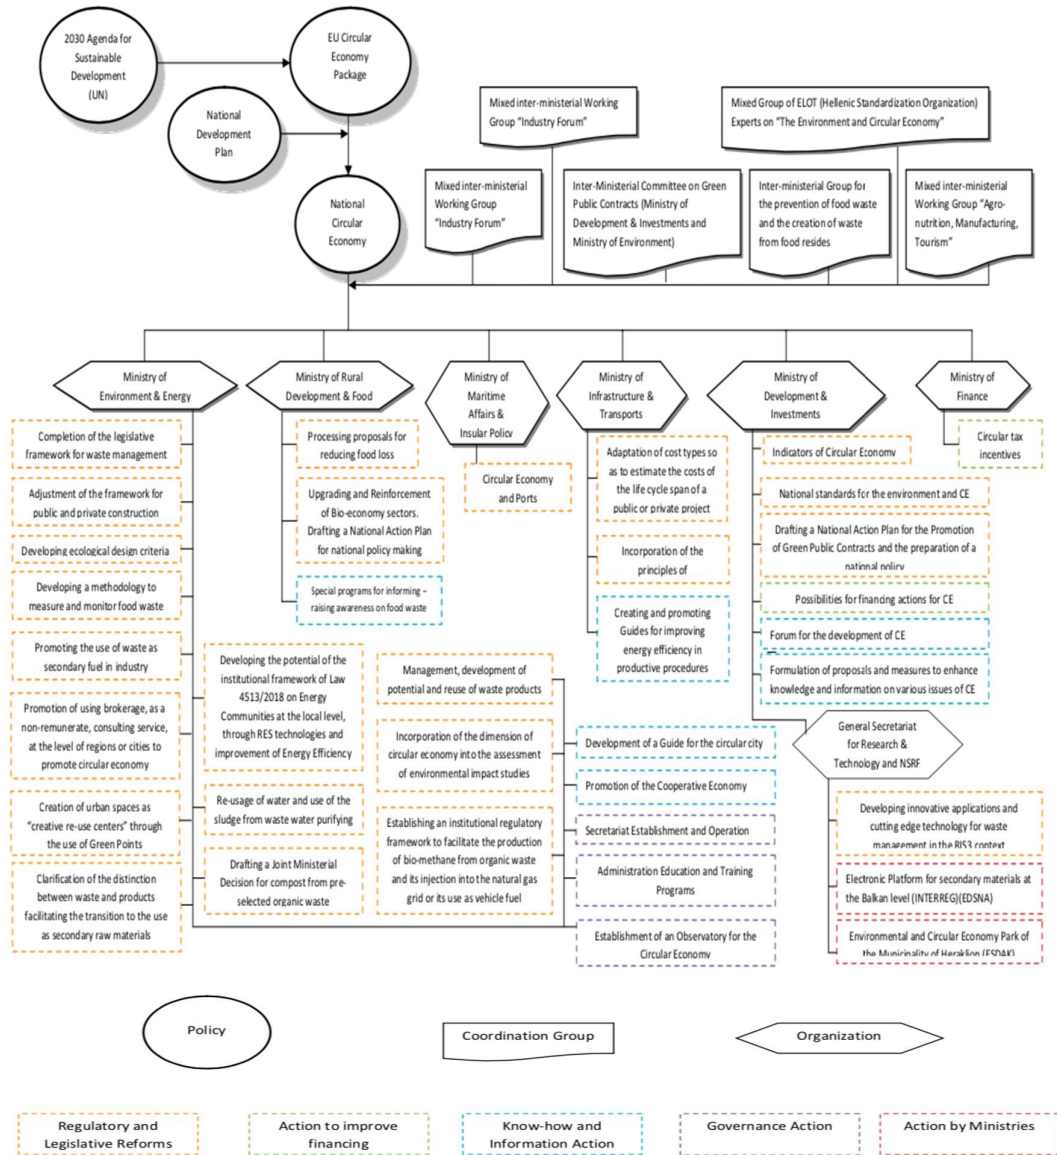 2030 Agenda for
Sustainable
Development
(UN)
EU Circular
Economy
Package
National
Development
Plan
National
Circular
Economy
Mixed inter-ministerial Working
Group “Industry Forum”
Mixed Group of ELOT (Hellenic Standardization Organization)
Experts on “The Environment and Circular Economy”
Mixed inter-ministerial
Working Group
“Industry Forum”
Inter-Ministerial Committee on Green
Public Contracts (Ministry of
Development & Investments and
Ministry of Environment)
Inter-ministerial Group for
the prevention of food waste
and the creation of waste
from food resides
Mixed inter-ministerial
Working Group “Agro-
nutrition, Manufacturing,
Tourism”
Ministry of
Environment & Energy
Ministry of Rural
Development & Food
Ministry of
Maritime
Affairs &
Insular Policy
Ministry of
Infrastructure &
Transports
Ministry of
Development &
Investments
Ministry of
Finance
Completion of the legislative
framework for waste management
Adjustment of the framework for
public and private construction
Developing ecological design criteria
Developing a methodology to
measure and monitor food waste
Promoting the use of waste as
secondary fuel in industry
Promotion of using brokerage, as a
non-remunerate, consulting service,
at the level of regions or cities to
promote circular economy
Creation of urban spaces as
“creative re-use centers” through
the use of Green Points
Clarification of the distinction
between waste and products
facilitating the transition to the use
as secondary raw materials
Developing the potential of the
institutional framework of Law
4513/2018 on Energy
Communities at the local level,
through RES technologies and
improvement of Energy Efficiency
Re-usage of water and use of the
sludge from waste water purifying
Drafting a Joint Ministerial
Decision for compost from pre-
selected organic waste
Management, development of
potential and reuse of waste products
Incorporation of the dimension of
circular economy into the assessment
of environmental impact studies
Establishing an institutional regulatory
framework to facilitate the production
of bio-methane from organic waste
and its injection into the natural gas
grid or its use as vehicle fuel
Development of a Guide for the circular city
Promotion of the Cooperative Economy
Secretariat Establishment and Operation
Administration Education and Training
Programs
Establishment of an Observatory for the
Circular Economy
Processing proposals for
reducing food loss
Upgrading and Reinforcement
of Bio-economy sectors.
Drafting a National Action Plan
for national policy making
Special programs for informing –
raising awareness on food waste
Circular Economy
and Ports
Adaptation of cost types so
as to estimate the costs of
the life cycle span of a
public or private project
Incorporation of the
principles of
Creating and promoting
Guides for improving
energy efficiency in
productive procedures
Indicators of Circular Economy
National standards for the environment and CE
Drafting a National Action Plan for the Promotion
of Green Public Contracts and the preparation of a
national policy
Possibilities for financing actions for CE
Forum for the development of CE
Formulation of proposals and measures to enhance
knowledge and information on various issues of CE
General Secretariat
for Research &
Technology and NSRF
Developing innovative applications and
cutting edge technology for waste
management in the RIS3 context
Electronic Platform for secondary materials at
the Balkan level (INTERREG)(EDSNA)
Environmental and Circular Economy Park of
the Municipality of Heraklion (ESDAK)
Circular tax
incentives
Policy
Coordination Group
Organization
Regulatory and
Legislative Reforms
Action to improve
financing
Know-how and
Information Action
Governance Action
Action by Ministries